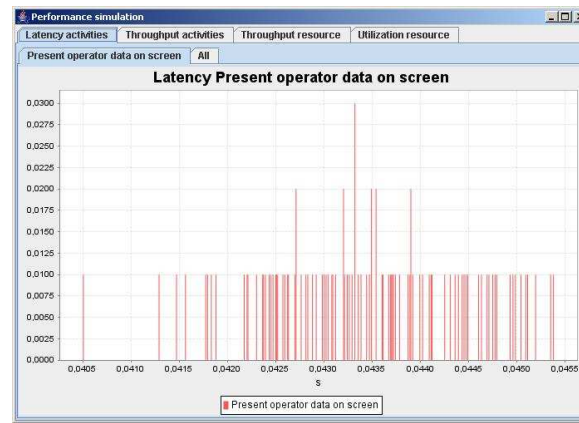 Performance simulation
Latency activities Throughput activities Throughput resource Utilization resource
Present operator data on screen All
Latency Present operator data on screen
0,0300
0,0275
0,0250
0,0225
0,0200
0,0175
0,0150
0,0125
0,0100
0,0075
0,0050
0,0025
0,0000
0,0405 0,0410 0,0415 0,0420 0,0425 0,0430 0,0435 0,0440 0,0445 0,0450 0,0455
s
Present operator data on screen